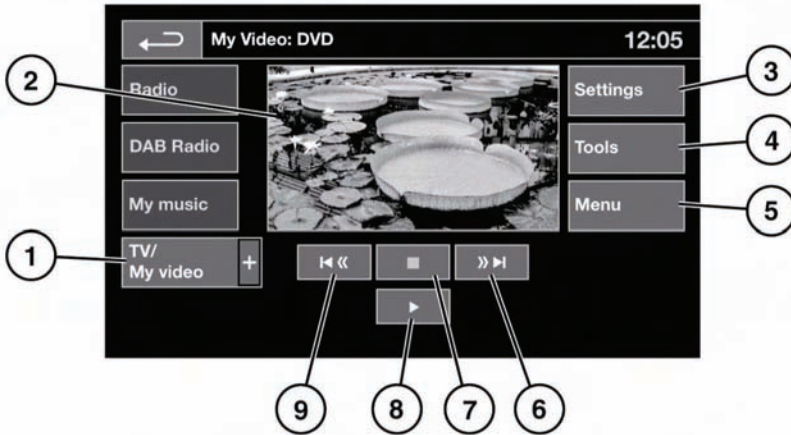 My Video: DVD 12:05
Radio
DAB Radio
My music
TV/
My video +
Settings
Tools
Menu
1
2
3
4
5
6
7
8
9